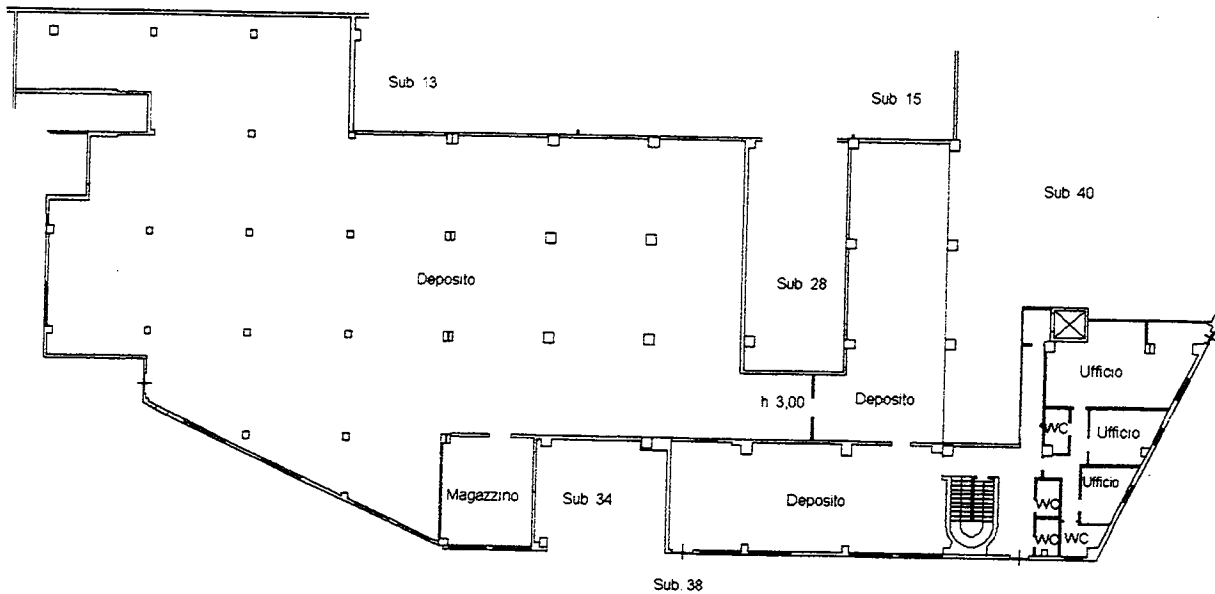 Sub 13
Sub 15
Sub 40
Deposito
Sub 28
Ufficio
h 3,00
Deposito
WC
Ufficio
Magazzino
Sub 34
Deposito
Ufficio
WC
WC
WC
Sub. 38